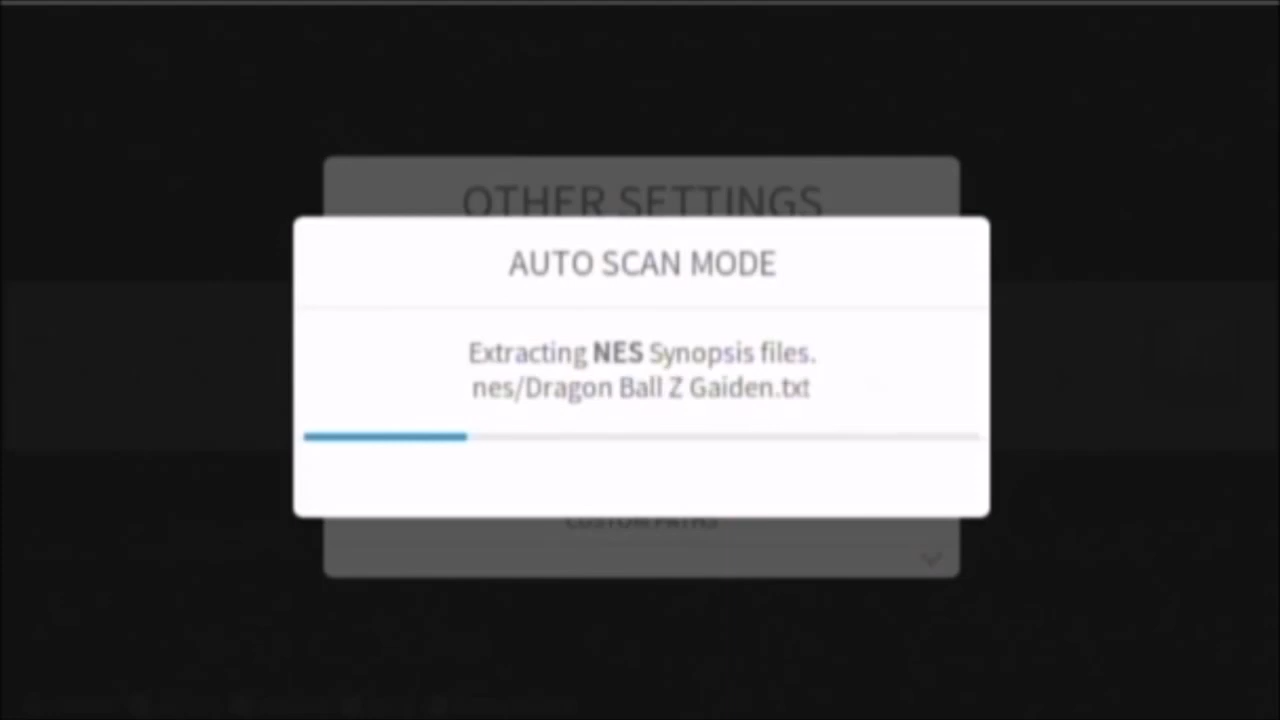 OTHER SETTINGS
AUTO SCAN MODE
Extracting NES Synopsis files.
nes/Dragon Ball Z Gaiden.txt
CUSTOM PATHS